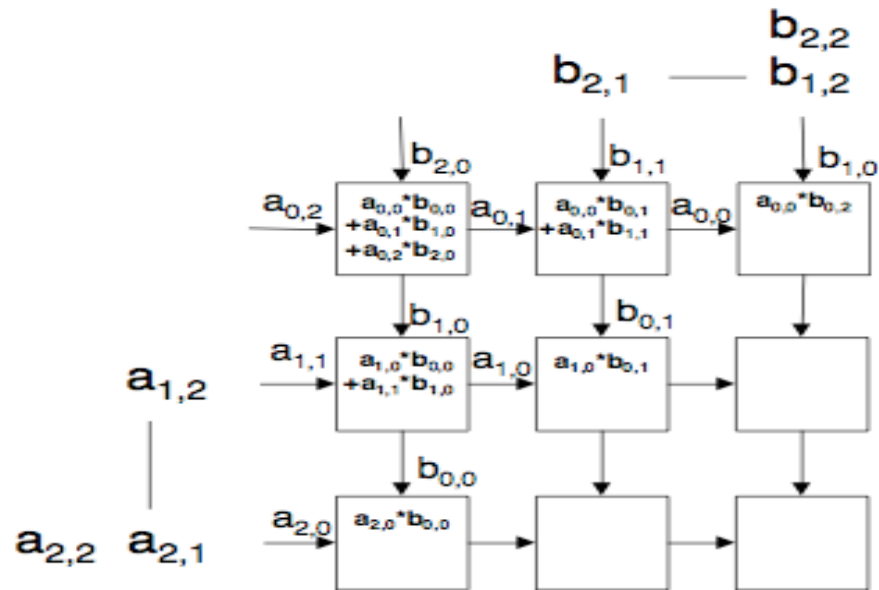 b2,2
b2,1 b1,2
b2,0 b1,1 b1,0
a0,2 a0,0*b0,0 a0,1 a0,0*b0,1 a0,0 a0,0*b0,2
+a0,1*b1,0 +a0,1*b1,1
+a0,2*b2,0
b1,0 b0,1
a1,2 a1,1 a1,0*b0,0 a1,0 a1,0*b0,1
+a1,1*b1,0
b0,0
a2,2 a2,1 a2,0 a2,0*b0,0